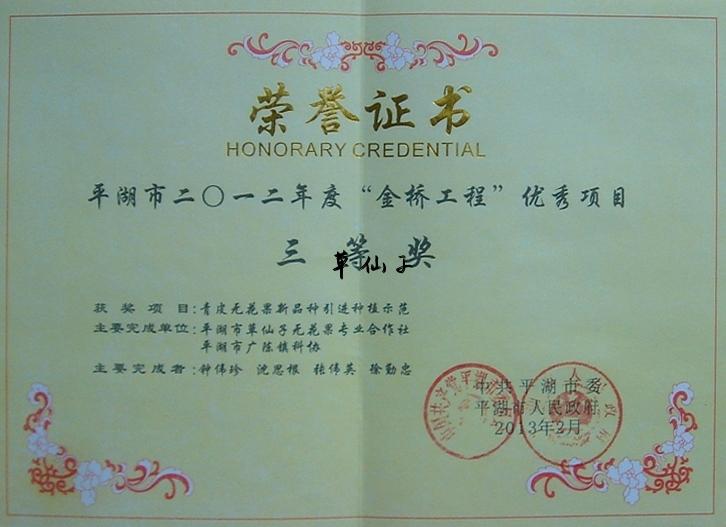 荣誉证书
HONORARY CREDENTIAL
平湖市二〇一二年度“金桥工程”优秀项目
三等奖
草仙子
获奖项目：青皮无花果新品种引进种植示范
主要完成单位：平湖市草仙子无花果专业合作社
平湖市广陈镇科协
主要完成者：钟伟珍 沈思根 张伟英 徐勤忠
中共平湖市委
平湖市人民政府
2013年2月